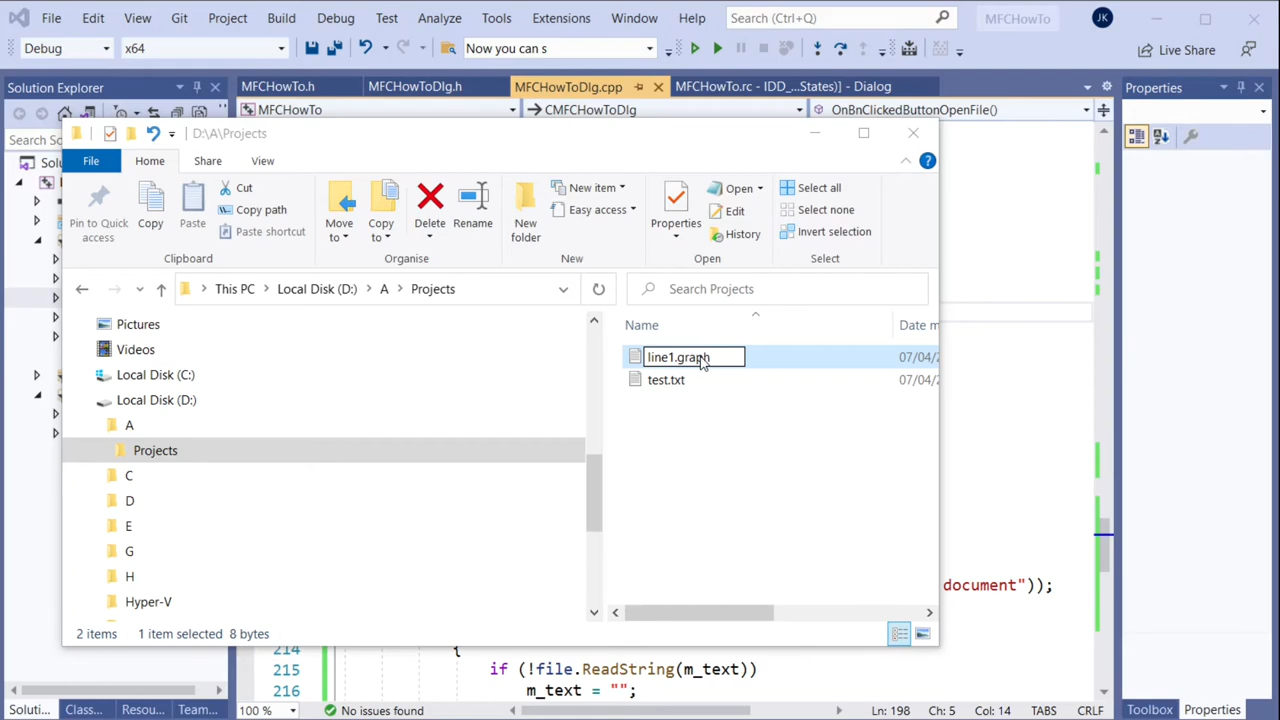 File Edit View Git Project Build Debug Test Analyze Tools Extensions Window Help Search (Ctrl+Q) MFCHowTo JK
Debug x64 Now you can s Live Share
Solution Explorer MFCHowTo.h MFCHowToDlg.h MFCHowToDlg.cpp MFCHowTo.rc - IDD_...States)] - Dialog Properties
MFCHowTo CMFCHowToDlg OnBnClickedButtonOpenFile()
D:\A\Projects
Search So
Solu
File Home Share View
Pin to Quick access
Copy
Paste
Cut
Copy path
Paste shortcut
Clipboard
Move to
Copy to
Delete
Rename
Organise
New folder
New item
Easy access
New
Properties
Open
Edit
History
Open
Select all
Select none
Invert selection
Select
This PC Local Disk (D:) A Projects Search Projects
Name Date m
line1.graph 07/04/2
test.txt 07/04/2
Pictures
Videos
Local Disk (C:)
Local Disk (D:)
A
Projects
C
D
E
G
H
Hyper-V
2 items 1 item selected 8 bytes
document"));
214 {
215 if (!file.ReadString(m_text))
216 m_text = "";
Soluti... Class... Resou... Team... 100 % No issues found Ln: 198 Ch: 5 Col: 14 TABS CRLF Toolbox Properties